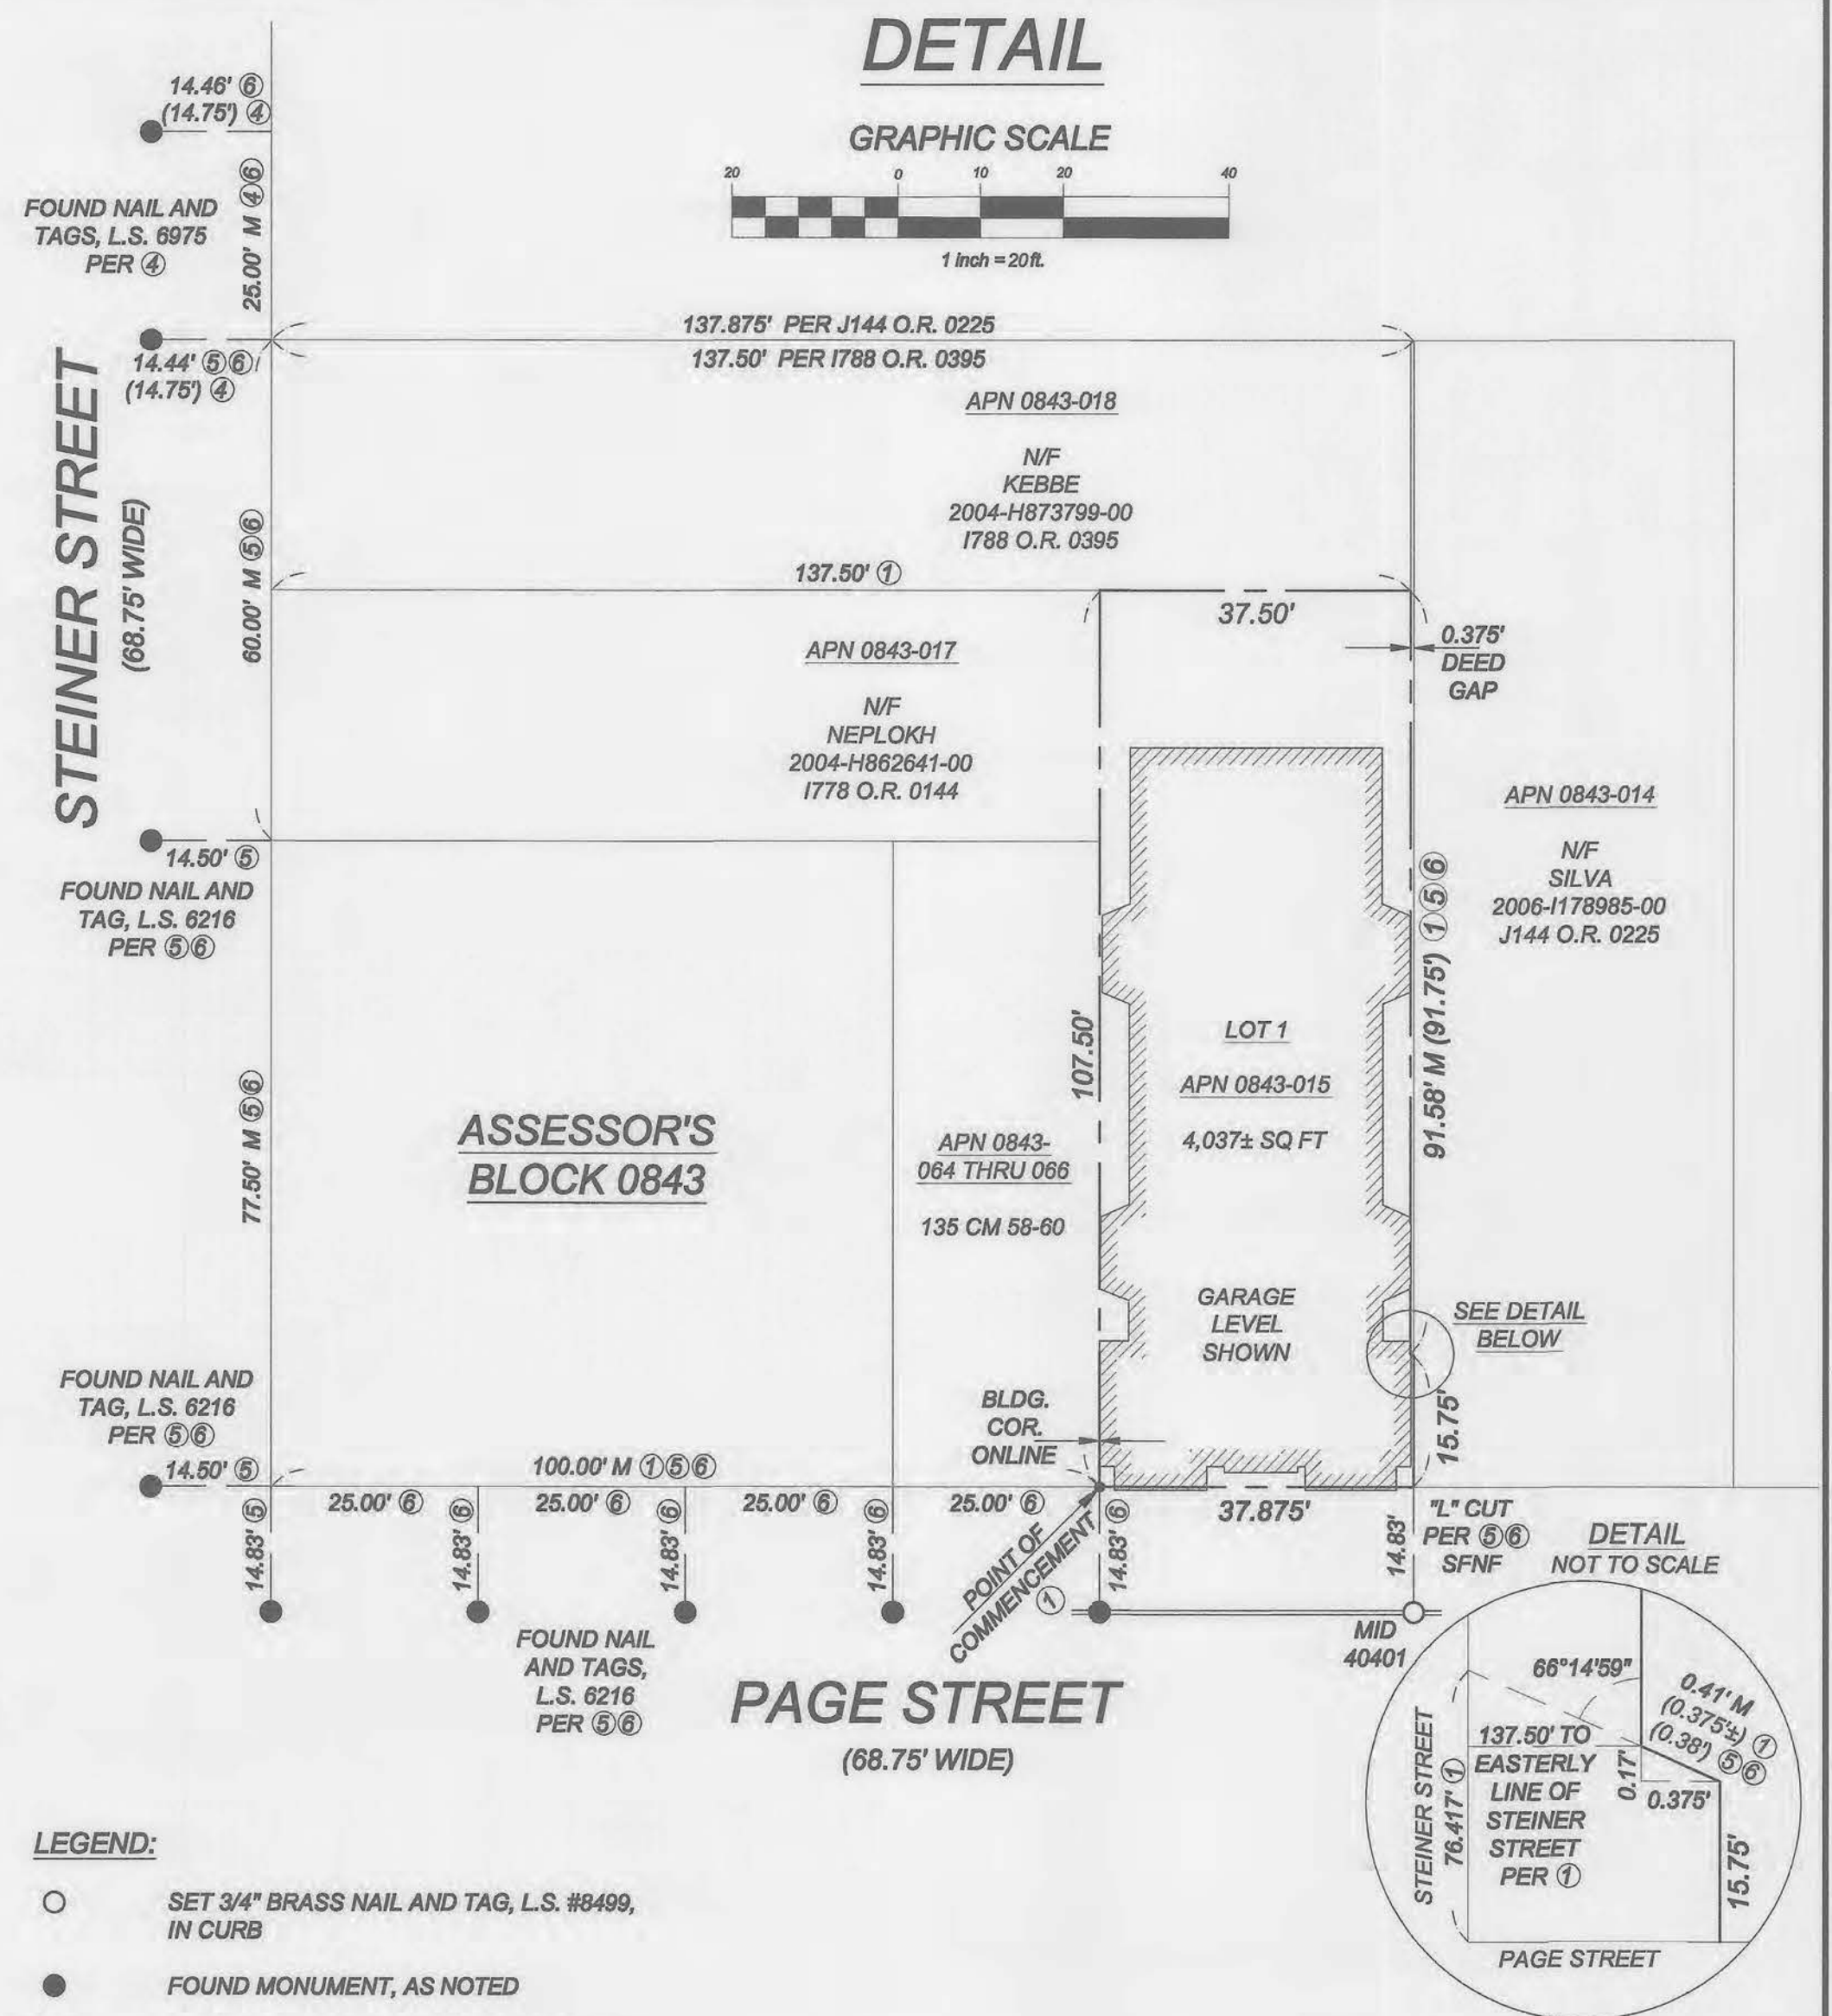 DETAIL
GRAPHIC SCALE
20 0 10 20 40
1 inch = 20ft.
14.46' ⑥
(14.75') ④
FOUND NAIL AND
TAGS, L.S. 6975
PER ④
25.00' M ④⑥
137.875' PER J144 O.R. 0225
137.50' PER I788 O.R. 0395
14.44' ⑤⑥
(14.75') ④
STEINER STREET
(68.75' WIDE)
60.00' M ⑤⑥
APN 0843-018
N/F
KEBBE
2004-H873799-00
I788 O.R. 0395
137.50' ①
37.50'
0.375'
DEED
GAP
APN 0843-017
N/F
NEPLOKH
2004-H862641-00
I778 O.R. 0144
APN 0843-014
N/F
SILVA
2006-I178985-00
J144 O.R. 0225
14.50' ⑤
FOUND NAIL AND
TAG, L.S. 6216
PER ⑤⑥
91.58' M (91.75') ①⑤⑥
107.50'
LOT 1
APN 0843-015
4,037± SQ FT
77.50' M ⑤⑥
ASSESSOR'S
BLOCK 0843
APN 0843-
064 THRU 066
135 CM 58-60
GARAGE
LEVEL
SHOWN
SEE DETAIL
BELOW
FOUND NAIL AND
TAG, L.S. 6216
PER ⑤⑥
14.50' ⑤
BLDG.
COR.
ONLINE
15.75'
100.00' M ①⑤⑥
25.00' ⑥
25.00' ⑥
25.00' ⑥
25.00' ⑥
37.875'
14.83' ⑤
14.83' ⑥
14.83' ⑥
14.83' ⑥
14.83' ⑥
14.83'
"L" CUT
PER ⑤⑥
SFNF
POINT OF
COMMENCEMENT
①
FOUND NAIL
AND TAGS,
L.S. 6216
PER ⑤⑥
MID
40401
PAGE STREET
(68.75' WIDE)
DETAIL
NOT TO SCALE
66°14'59"
0.41' M
(0.375'±) ①
(0.38') ⑤⑥
STEINER STREET
76.417' ①
137.50' TO
EASTERLY
LINE OF
STEINER
STREET
PER ①
0.17'
0.375'
15.75'
PAGE STREET
LEGEND:
SET 3/4" BRASS NAIL AND TAG, L.S. #8499,
IN CURB
FOUND MONUMENT, AS NOTED